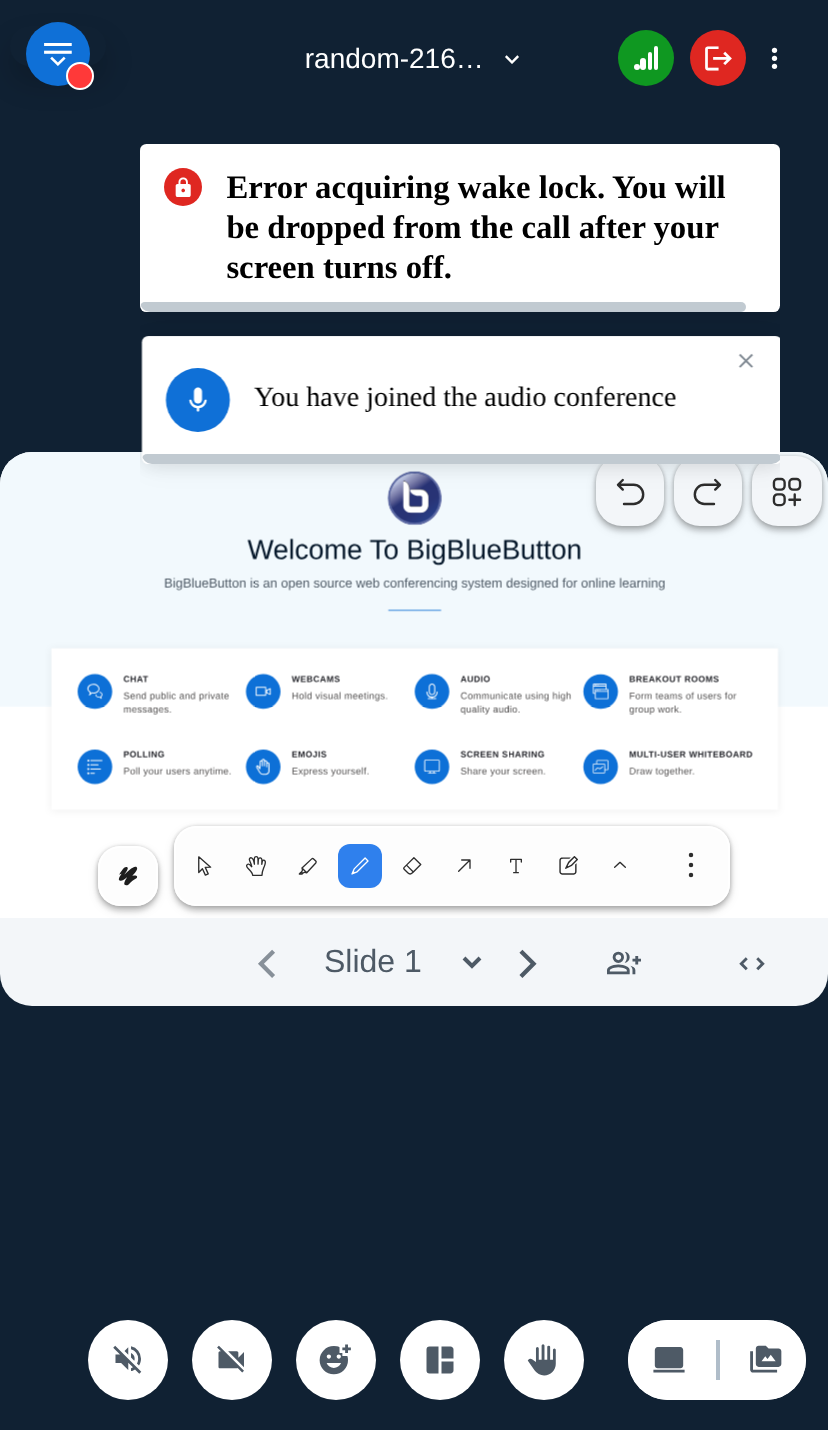 random-216...
Error acquiring wake lock. You will
be dropped from the call after your
screen turns off.
You have joined the audio conference
Welcome To BigBlueButton
BigBlueButton is an open source web conferencing system designed for online learning
CHAT
Send public and private
messages.
WEBCAMS
Hold visual meetings.
AUDIO
Communicate using high
quality audio.
BREAKOUT ROOMS
Form teams of users for
group work.
POLLING
Poll your users anytime.
EMOJIS
Express yourself.
SCREEN SHARING
Share your screen.
MULTI-USER WHITEBOARD
Draw together.
Slide 1